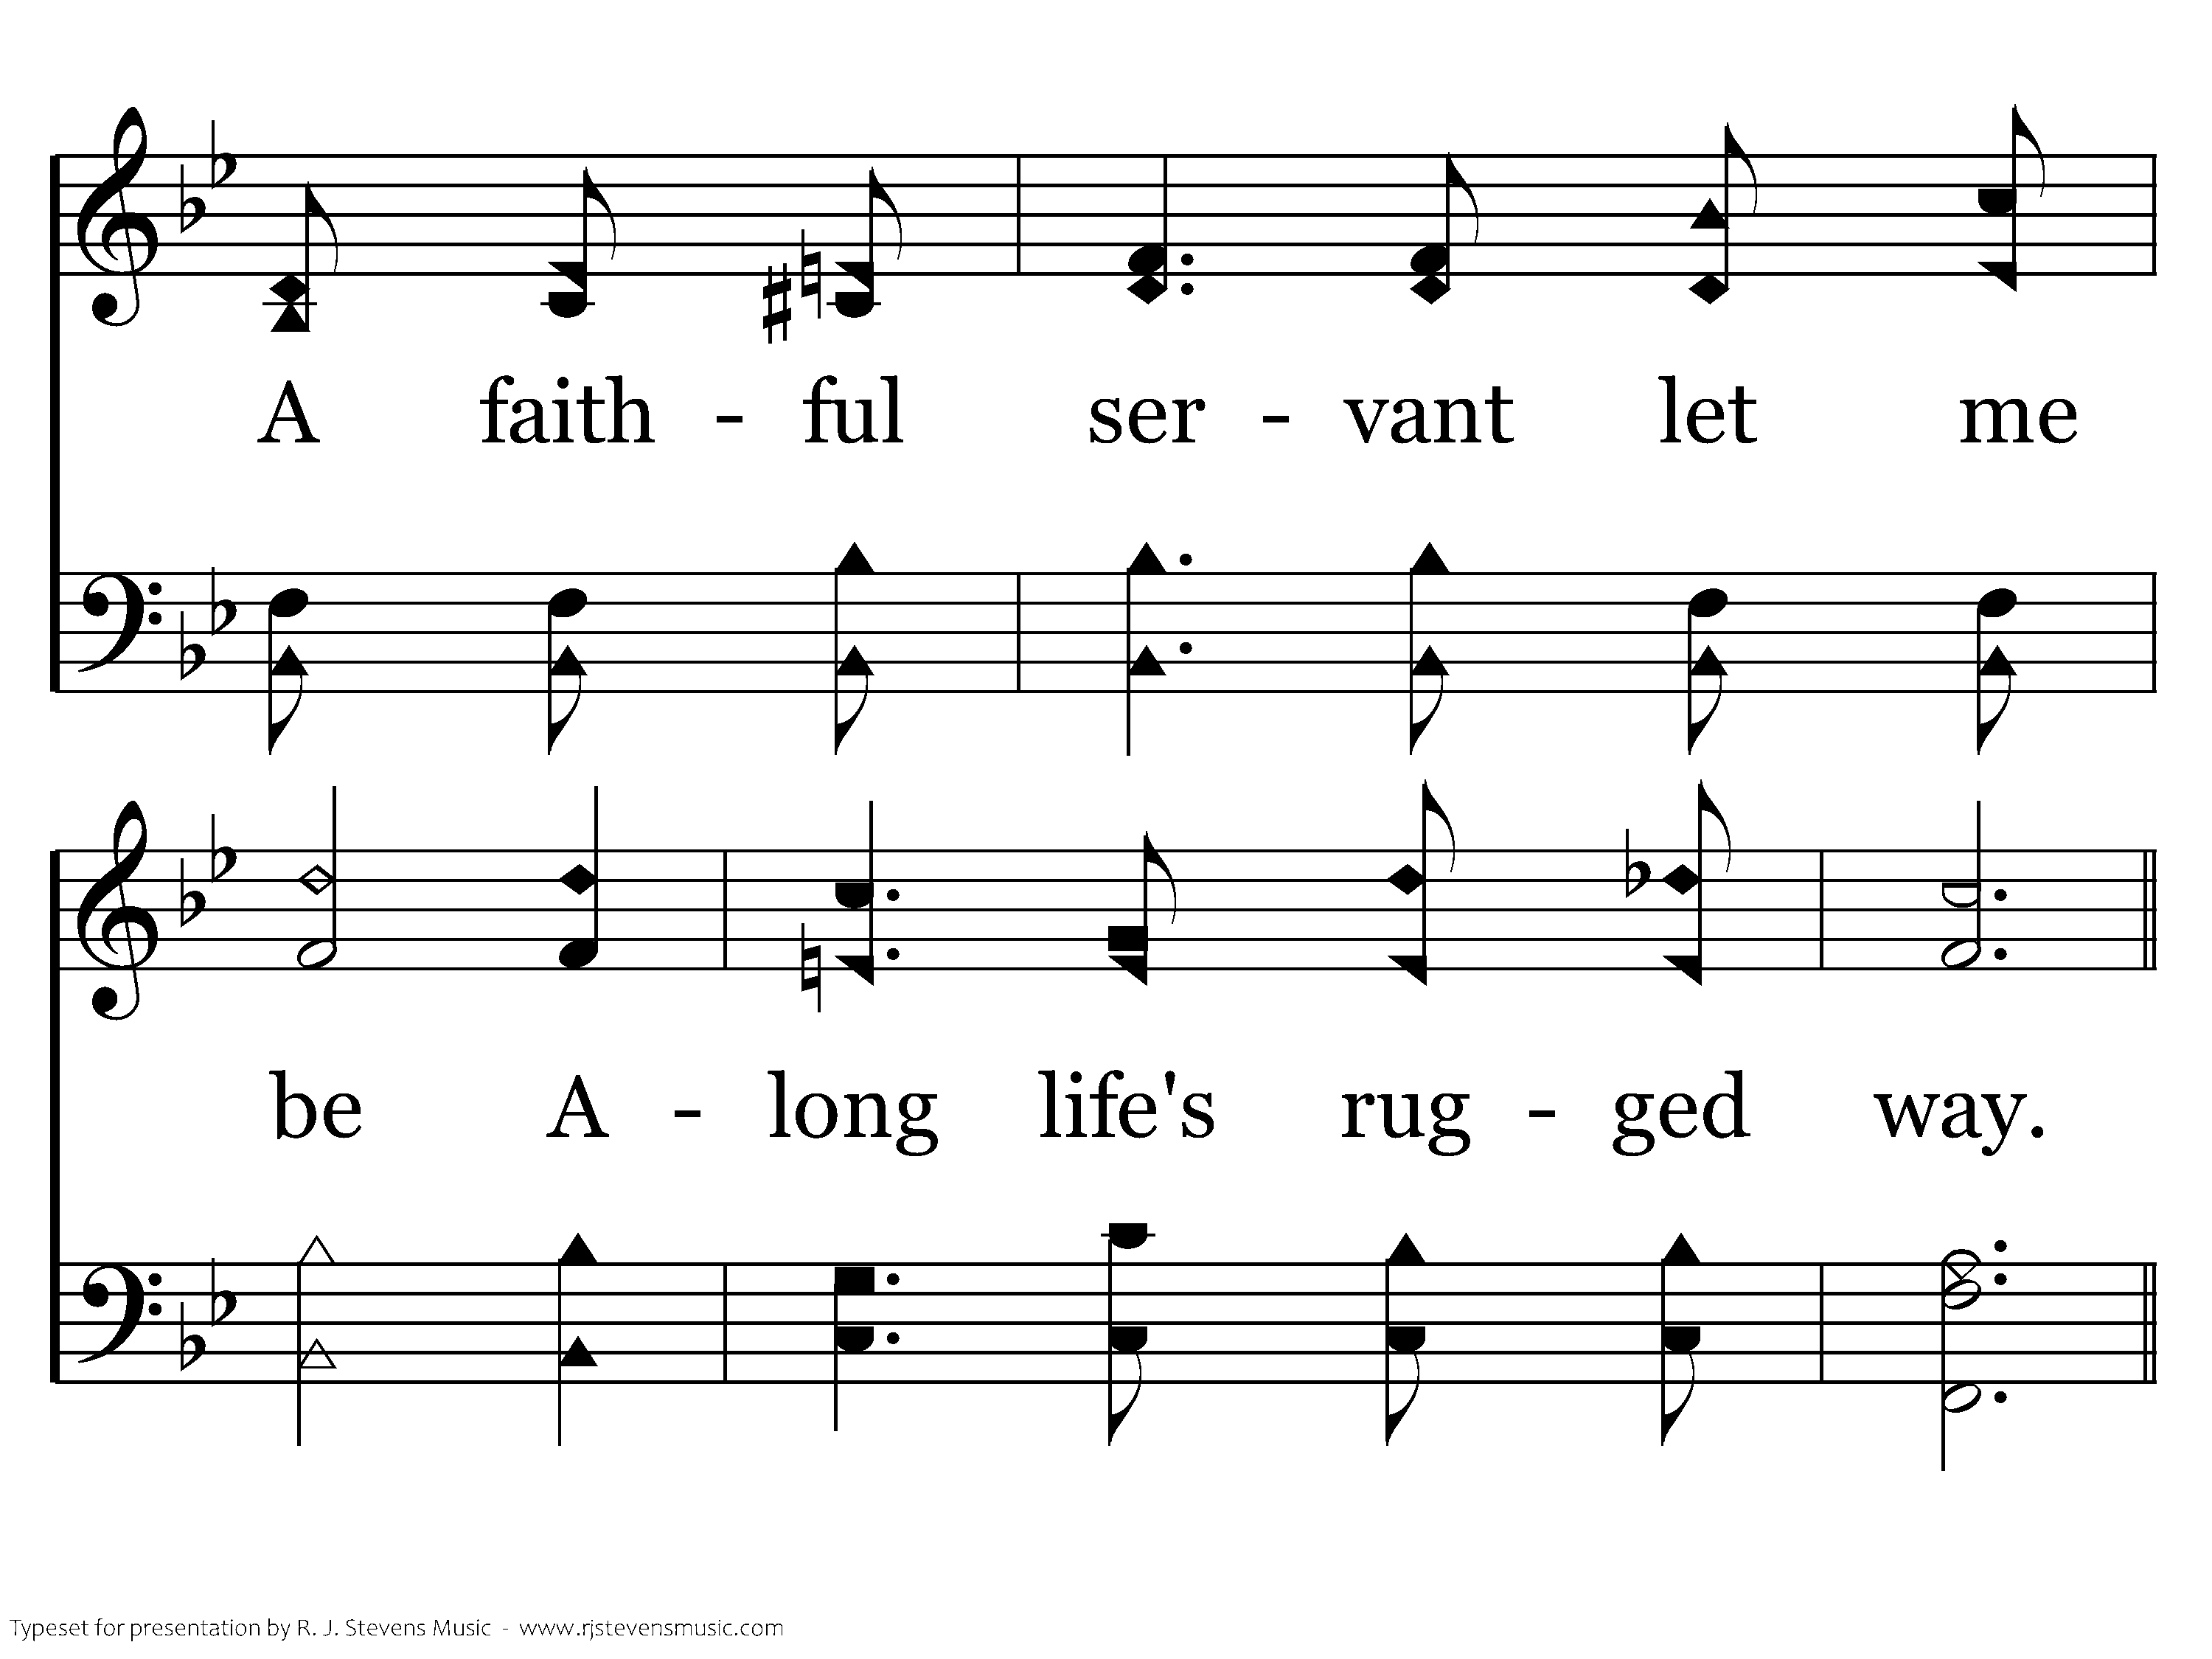 A faith - ful ser - vant let me
be A - long life's rug - ged way.
Typeset for presentation by R. J. Stevens Music - www.rjstevensmusic.com